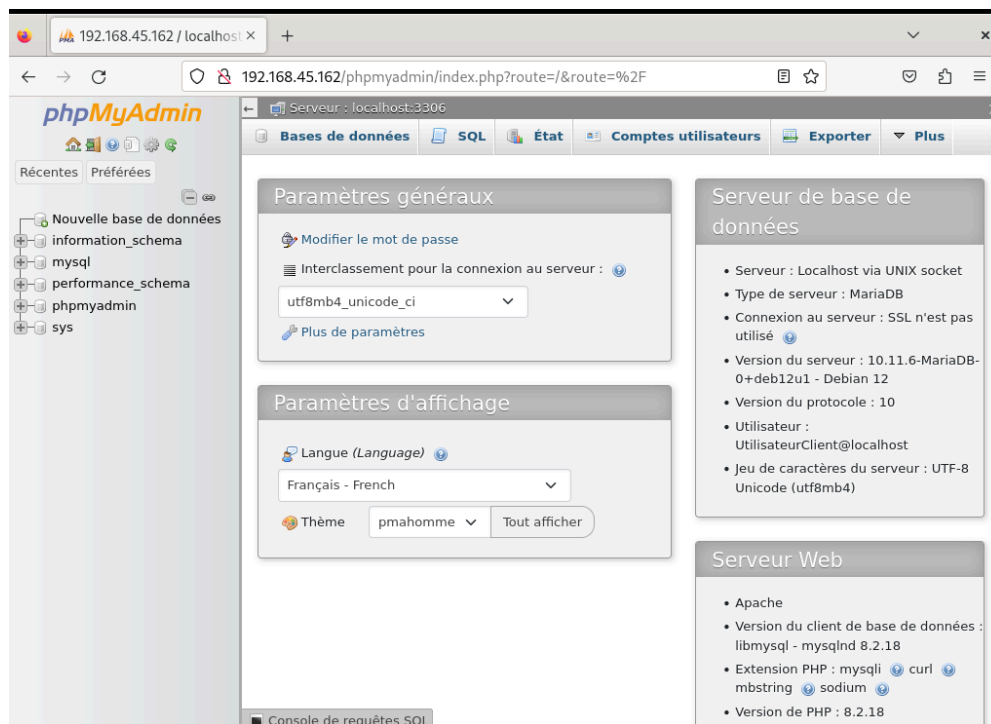 192.168.45.162 / localhost
192.168.45.162/phpmyadmin/index.php?route=/&route=%2F
phpMyAdmin
Récentes Préférées
Nouvelle base de données
information_schema
mysql
performance_schema
phpmyadmin
sys
Serveur : localhost:3306
Bases de données SQL État Comptes utilisateurs Exporter Plus
Paramètres généraux
Modifier le mot de passe
Interclassement pour la connexion au serveur :
utf8mb4_unicode_ci
Plus de paramètres
Paramètres d'affichage
Langue (Language)
Français - French
Thème pmahomme Tout afficher
Serveur de base de
données
• Serveur : Localhost via UNIX socket
• Type de serveur : MariaDB
• Connexion au serveur : SSL n'est pas
utilisé
• Version du serveur : 10.11.6-MariaDB-
0+deb12u1 - Debian 12
• Version du protocole : 10
• Utilisateur :
UtilisateurClient@localhost
• Jeu de caractères du serveur : UTF-8
Unicode (utf8mb4)
Serveur Web
• Apache
• Version du client de base de données :
libmysql - mysqlnd 8.2.18
• Extension PHP : mysqli curl
mbstring sodium
• Version de PHP : 8.2.18
Console de requêtes SQL